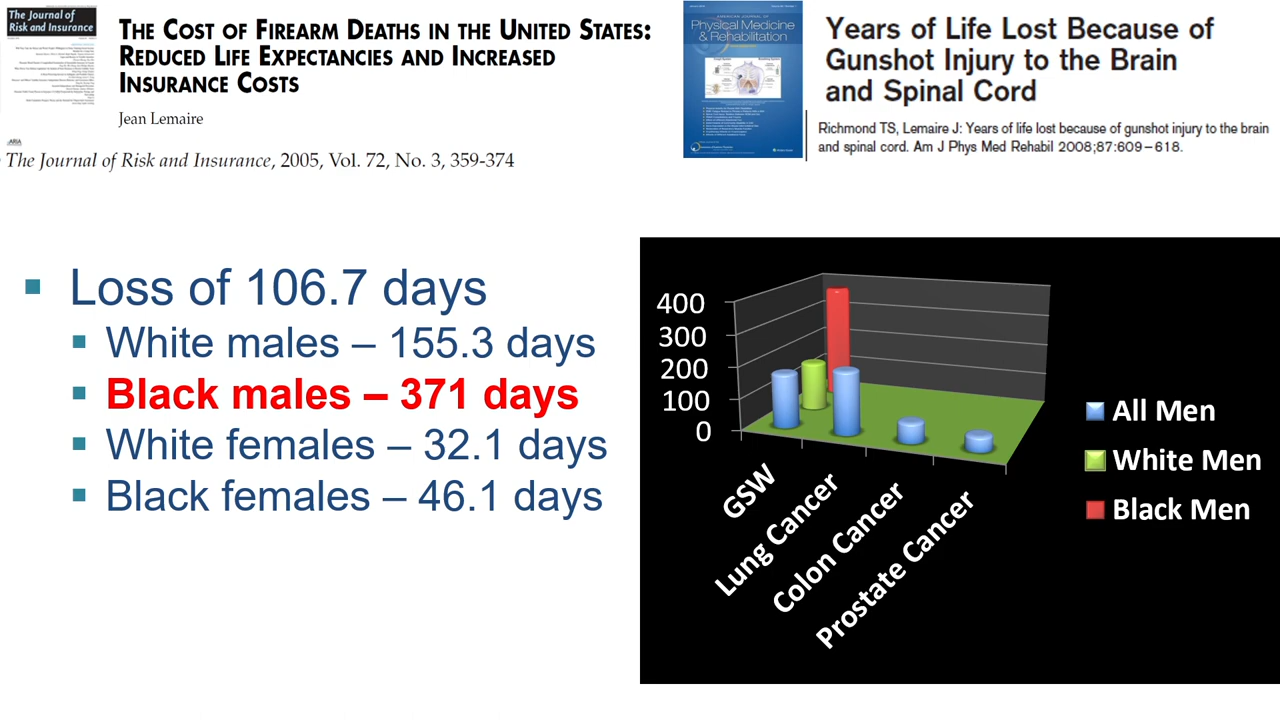 The Journal of
Risk and Insurance
THE COST OF FIREARM DEATHS IN THE UNITED STATES:
REDUCED LIFE EXPECTANCIES AND INCREASED
INSURANCE COSTS
Jean Lemaire
ARIA
The Journal of Risk and Insurance, 2005, Vol. 72, No. 3, 359-374
AMERICAN JOURNAL OF
Physical Medicine
& Rehabilitation
Years of Life Lost Because of
Gunshot Injury to the Brain
and Spinal Cord
Richmond TS, Lemaire J: Years of life lost because of gunshot injury to the brain
and spinal cord. Am J Phys Med Rehabil 2008;87:609–618.
▪ Loss of 106.7 days
▪ White males – 155.3 days
▪ Black males – 371 days
▪ White females – 32.1 days
▪ Black females – 46.1 days
400
300
200
100
0
GSW
Lung Cancer
Colon Cancer
Prostate Cancer
All Men
White Men
Black Men